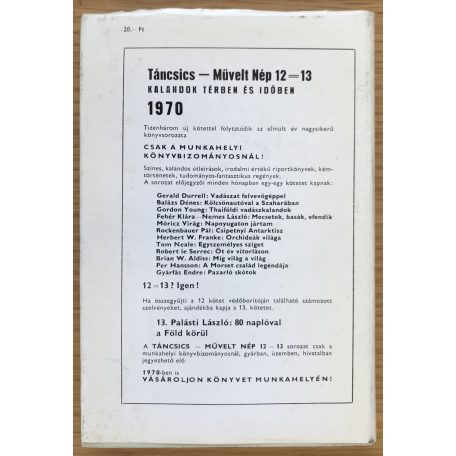 20.– Ft
Táncsics — Művelt Nép 12=13
KALANDOK TÉRBEN ÉS IDŐBEN
1970
Tizenhárom új kötettel folytatódik az elmúlt év nagysikerű
könyvsorozata
CSAK A MUNKAHELYI
KÖNYVBIZOMÁNYOSNÁL!
Színes, kalandos útleírások, irodalmi értékű riportkönyvek, kém-
történetek, tudományos-fantasztikus regények.
A sorozat előjegyzői minden hónapban egy-egy kötetet kapnak:
Gerald Durrell: Vadászat felvevőgéppel
Balázs Dénes: Kölcsönautóval a Szaharában
Gordon Young: Thaiföldi vadászkalandok
Fehér Klára—Nemes László: Mecsetek, basák, efendik
Móricz Virág: Napnyugaton jártam
Rockenbauer Pál: Csipetnyi Antarktisz
Herbert W. Franke: Orchideák világa
Tom Neale: Egyszemélyes sziget
Robert le Serrec: Öt év vitorláson
Brian W. Aldiss: Míg világ a világ
Per Hansson: A Morset család legendája
Gyárfás Endre: Pazarló skótok
12=13? Igen!
Ha összegyűjti a 12 kötet védőborítóján található számozott
szelvényeket, ajándékba kapja a 13. kötetet.
13. Palásti László: 80 naplóval
a Föld körül
A TÁNCSICS — MŰVELT NÉP 12 — 13 sorozat csak a
munkahelyi könyvbizományosnál, gyárban, üzemben, hivatalban
jegyezhető elő.
1970-ben is
VÁSÁROLJON KÖNYVET MUNKAHELYÉN!